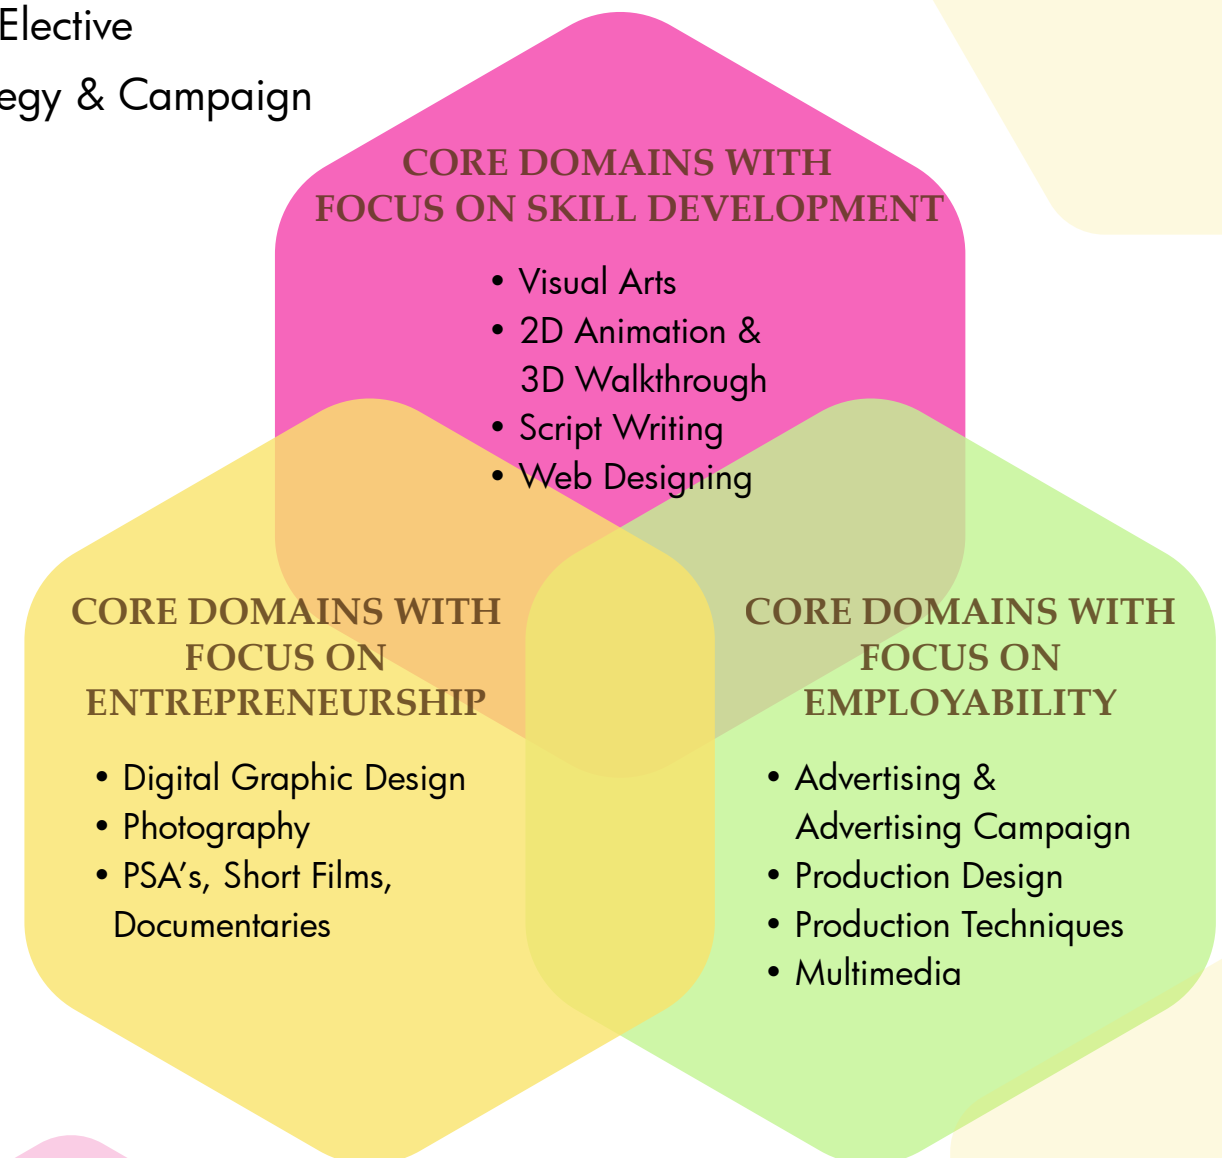 Elective
egy & Campaign
CORE DOMAINS WITH
FOCUS ON SKILL DEVELOPMENT
• Visual Arts
• 2D Animation &
3D Walkthrough
• Script Writing
• Web Designing
CORE DOMAINS WITH
FOCUS ON
ENTREPRENEURSHIP
• Digital Graphic Design
• Photography
• PSA’s, Short Films,
Documentaries
CORE DOMAINS WITH
FOCUS ON
EMPLOYABILITY
• Advertising &
Advertising Campaign
• Production Design
• Production Techniques
• Multimedia